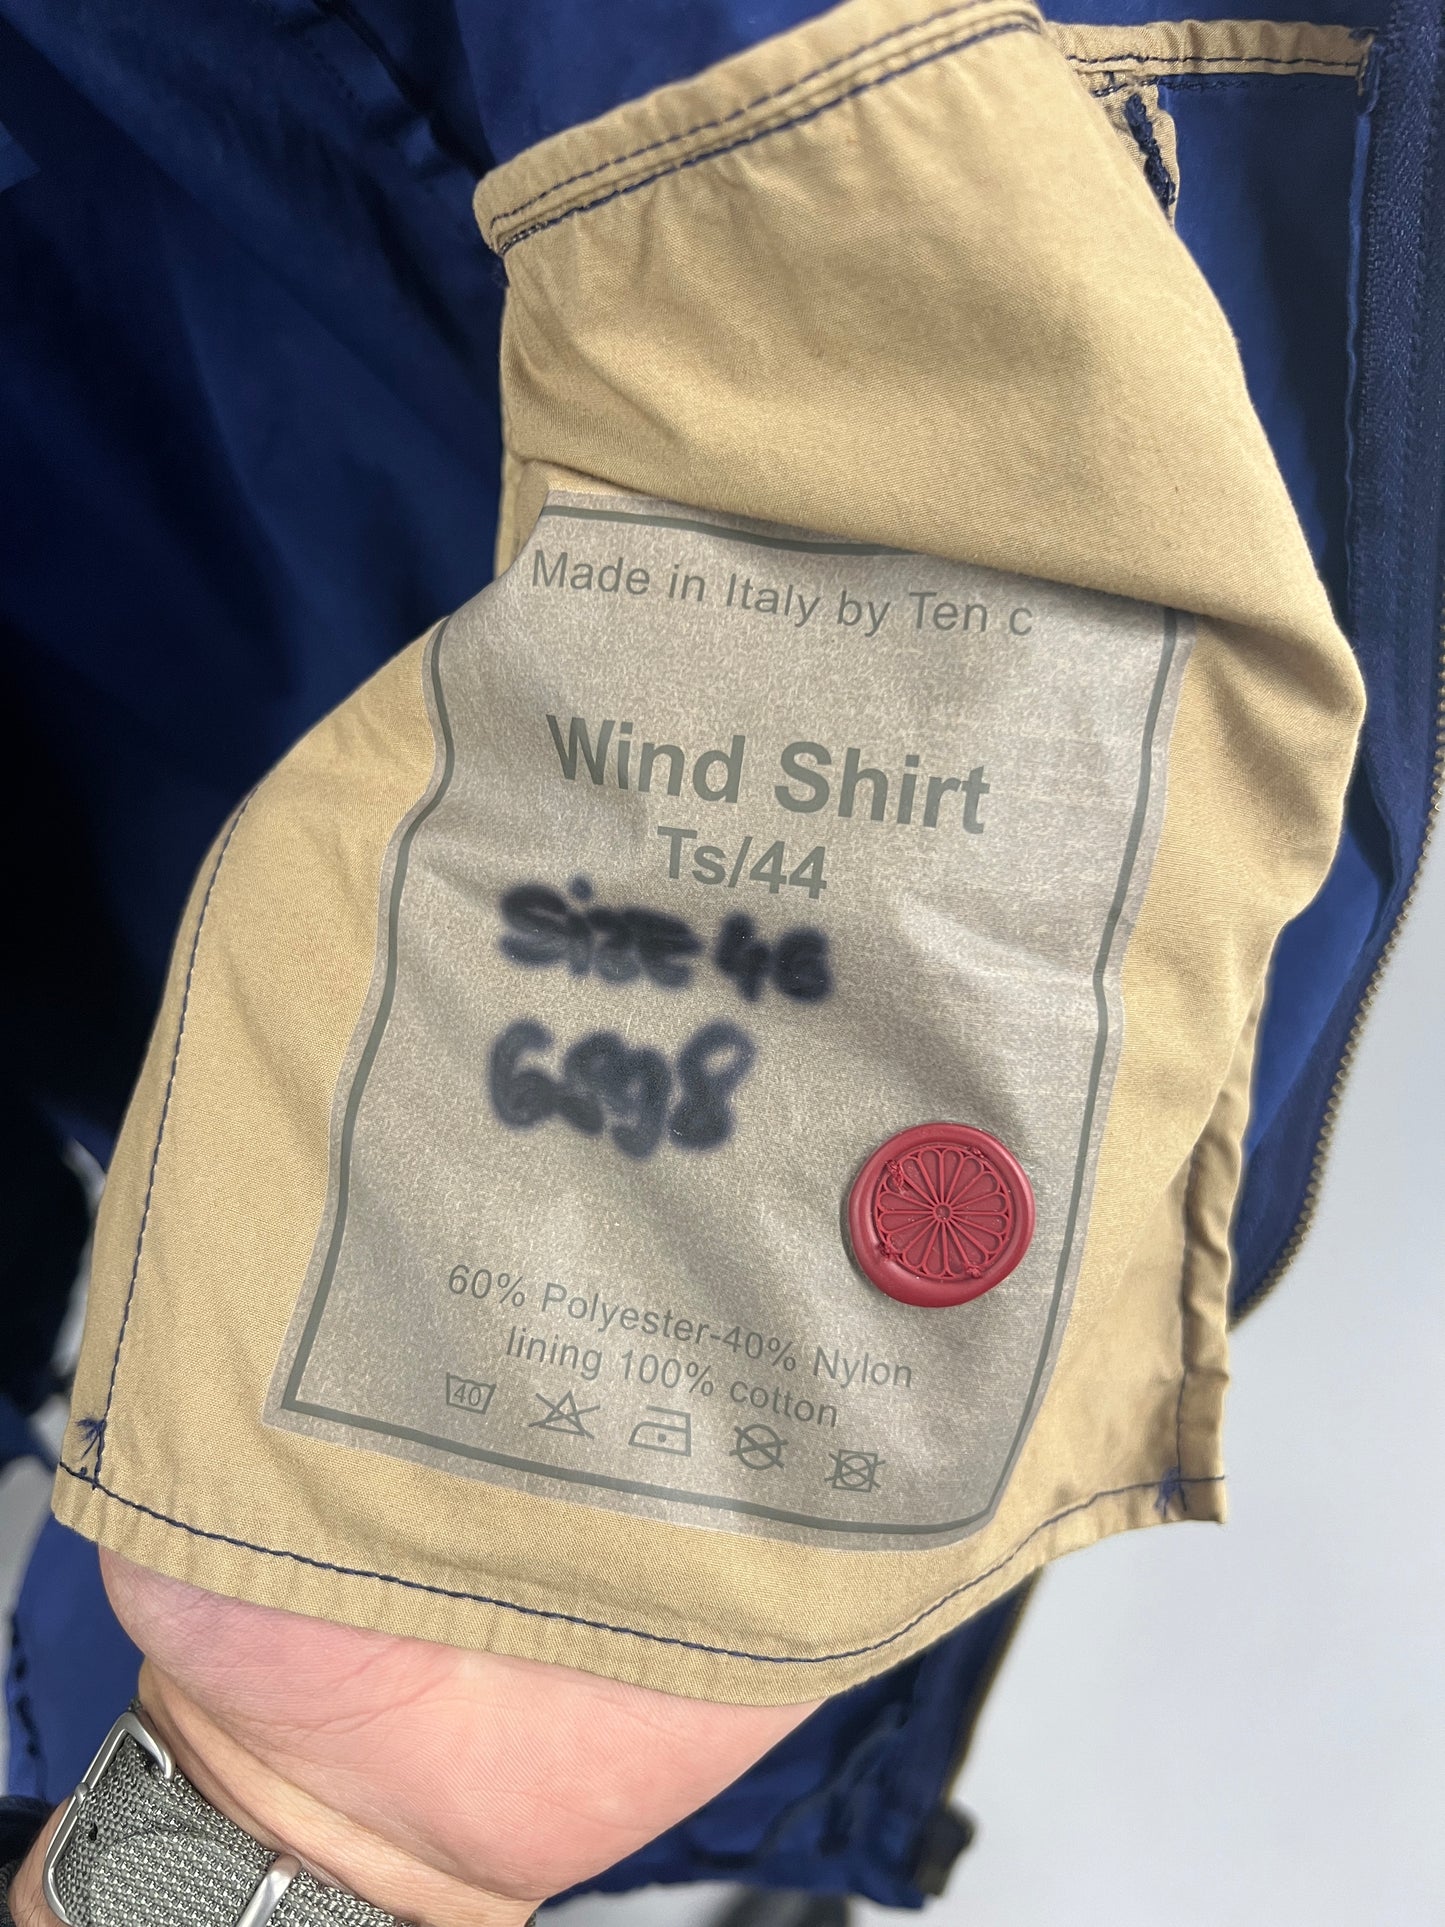 Made in Italy by Ten c
Wind Shirt
Ts/44
Size 46
60% Polyester-40% Nylon
lining 100% cotton
40